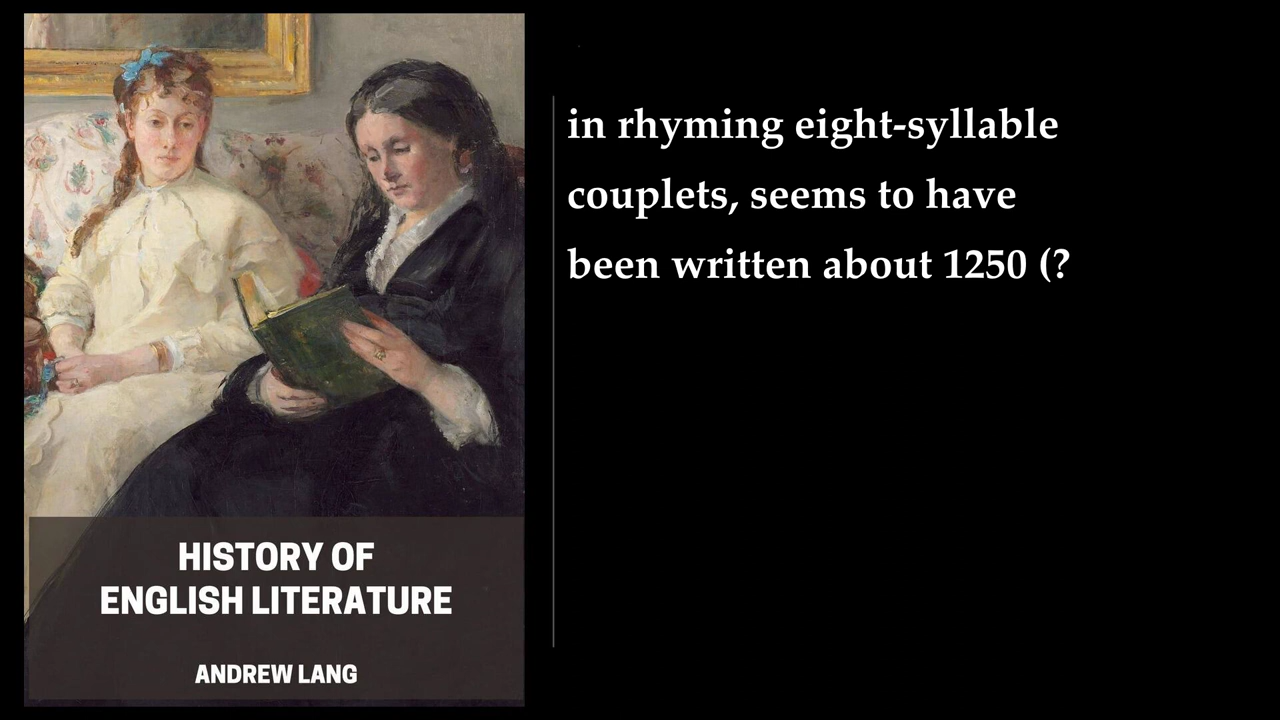 HISTORY OF
ENGLISH LITERATURE
ANDREW LANG
in rhyming eight-syllable
couplets, seems to have
been written about 1250 (?